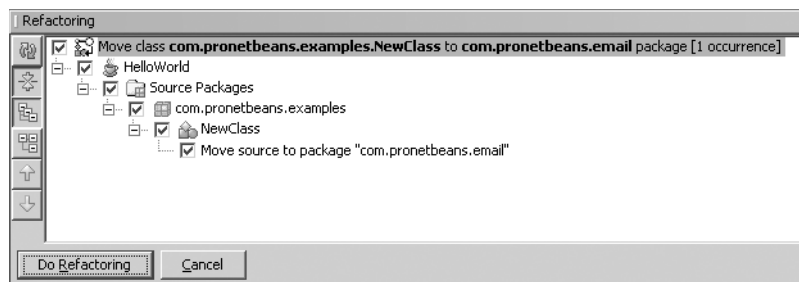 Refactoring
Move class com.pronetbeans.examples.NewClass to com.pronetbeans.email package [1 occurrence]
HelloWorld
Source Packages
com.pronetbeans.examples
NewClass
Move source to package "com.pronetbeans.email"
Do Refactoring
Cancel